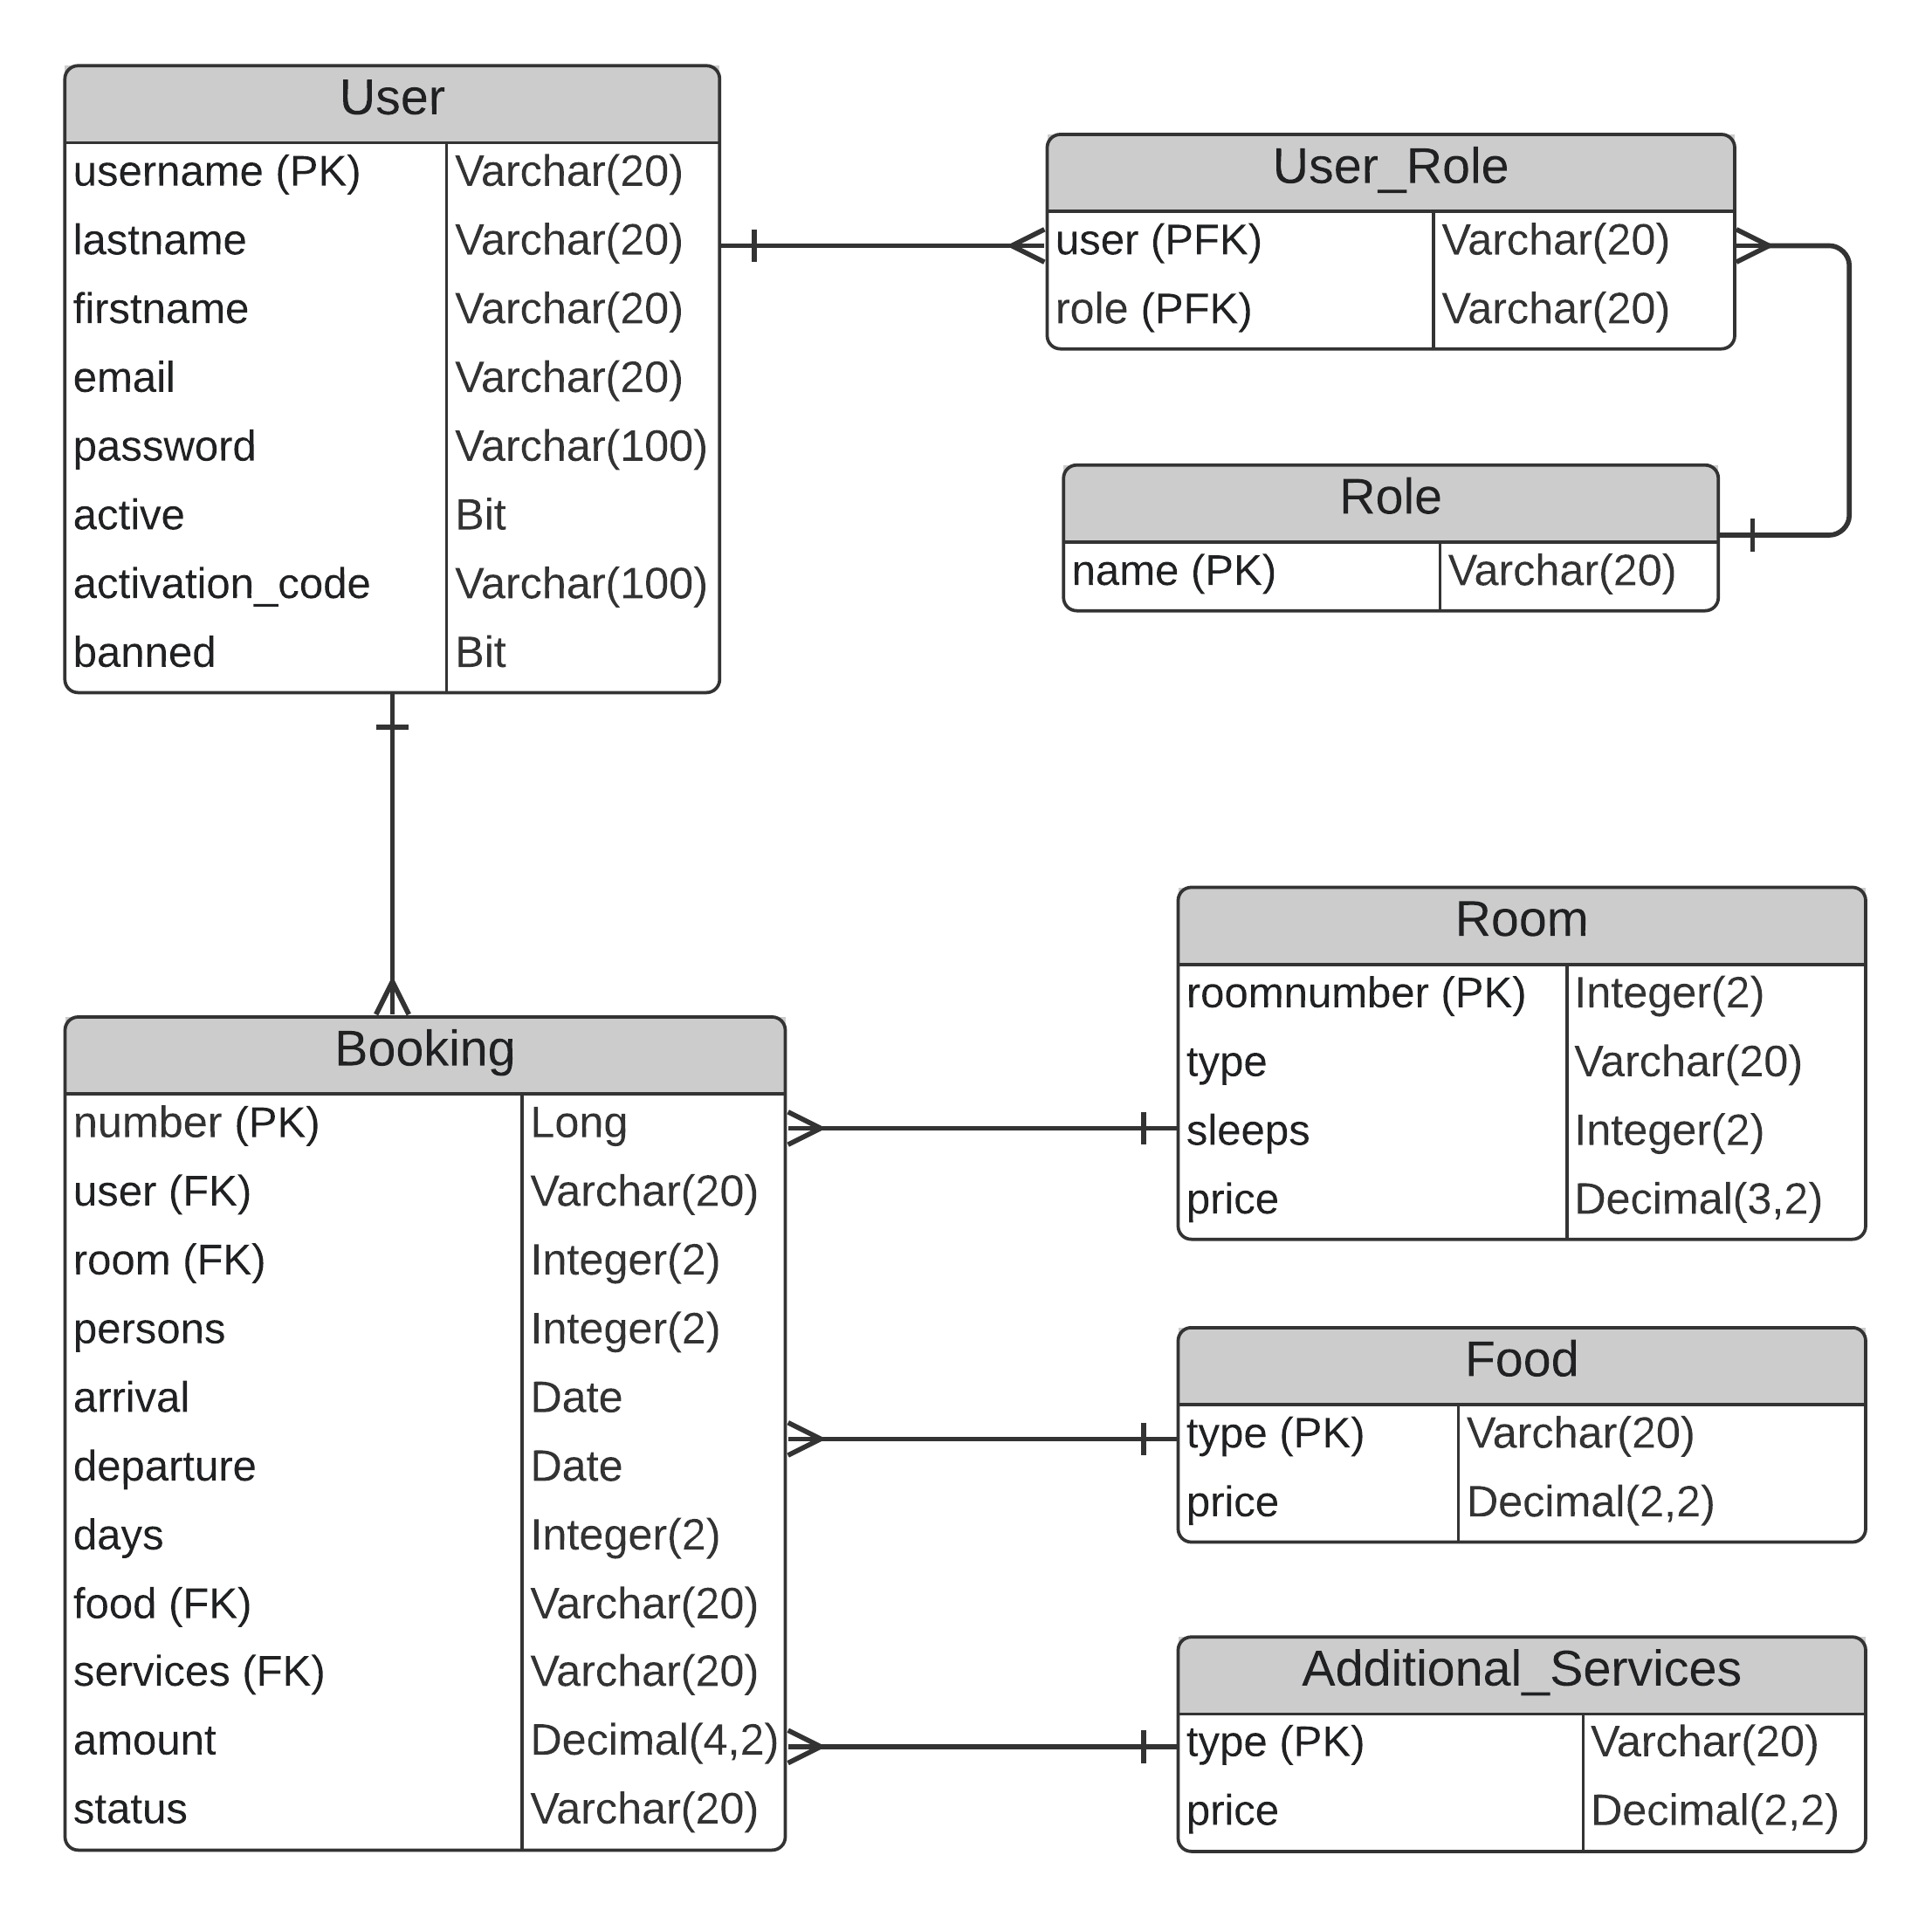 User
username (PK) Varchar(20)
lastname Varchar(20)
firstname Varchar(20)
email Varchar(20)
password Varchar(100)
active Bit
activation_code Varchar(100)
banned Bit
User_Role
user (PFK) Varchar(20)
role (PFK) Varchar(20)
Role
name (PK) Varchar(20)
Booking
number (PK) Long
user (FK) Varchar(20)
room (FK) Integer(2)
persons Integer(2)
arrival Date
departure Date
days Integer(2)
food (FK) Varchar(20)
services (FK) Varchar(20)
amount Decimal(4,2)
status Varchar(20)
Room
roomnumber (PK) Integer(2)
type Varchar(20)
sleeps Integer(2)
price Decimal(3,2)
Food
type (PK) Varchar(20)
price Decimal(2,2)
Additional_Services
type (PK) Varchar(20)
price Decimal(2,2)